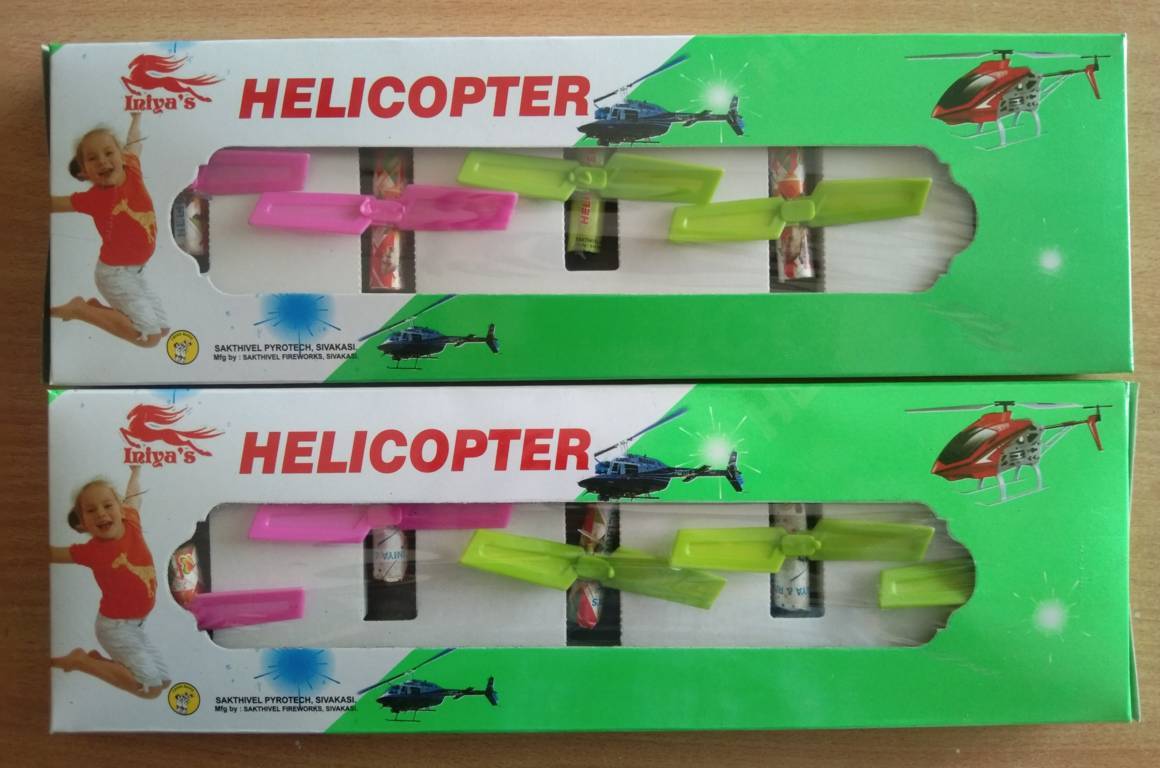 Iniya's
HELICOPTER
SAKTHIVEL PYROTECH, SIVAKASI.
Mfg by : SAKTHIVEL FIREWORKS, SIVAKASI.
Iniya's
HELICOPTER
SAKTHIVEL PYROTECH, SIVAKASI.
Mfg by : SAKTHIVEL FIREWORKS, SIVAKASI.